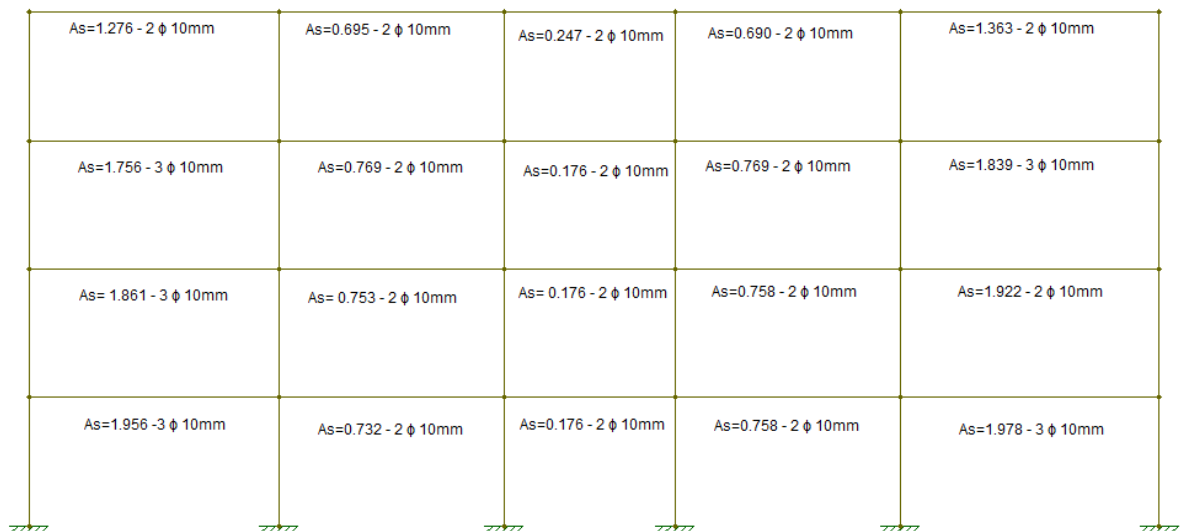 As=1.276 - 2 ϕ 10mm
As=0.695 - 2 ϕ 10mm
As=0.247 - 2 ϕ 10mm
As=0.690 - 2 ϕ 10mm
As=1.363 - 2 ϕ 10mm
As=1.756 - 3 ϕ 10mm
As=0.769 - 2 ϕ 10mm
As=0.176 - 2 ϕ 10mm
As=0.769 - 2 ϕ 10mm
As=1.839 - 3 ϕ 10mm
As= 1.861 - 3 ϕ 10mm
As= 0.753 - 2 ϕ 10mm
As= 0.176 - 2 ϕ 10mm
As=0.758 - 2 ϕ 10mm
As=1.922 - 2 ϕ 10mm
As=1.956 -3 ϕ 10mm
As=0.732 - 2 ϕ 10mm
As=0.176 - 2 ϕ 10mm
As=0.758 - 2 ϕ 10mm
As=1.978 - 3 ϕ 10mm